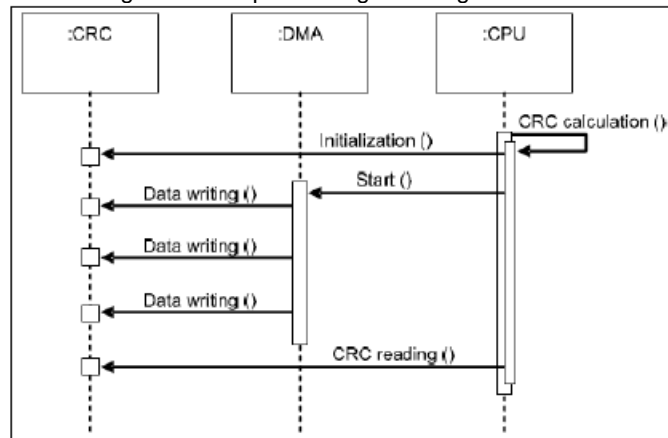 :CRC
:DMA
:CPU
CRC calculation ()
Initialization ()
Start ()
Data writing ()
Data writing ()
Data writing ()
CRC reading ()